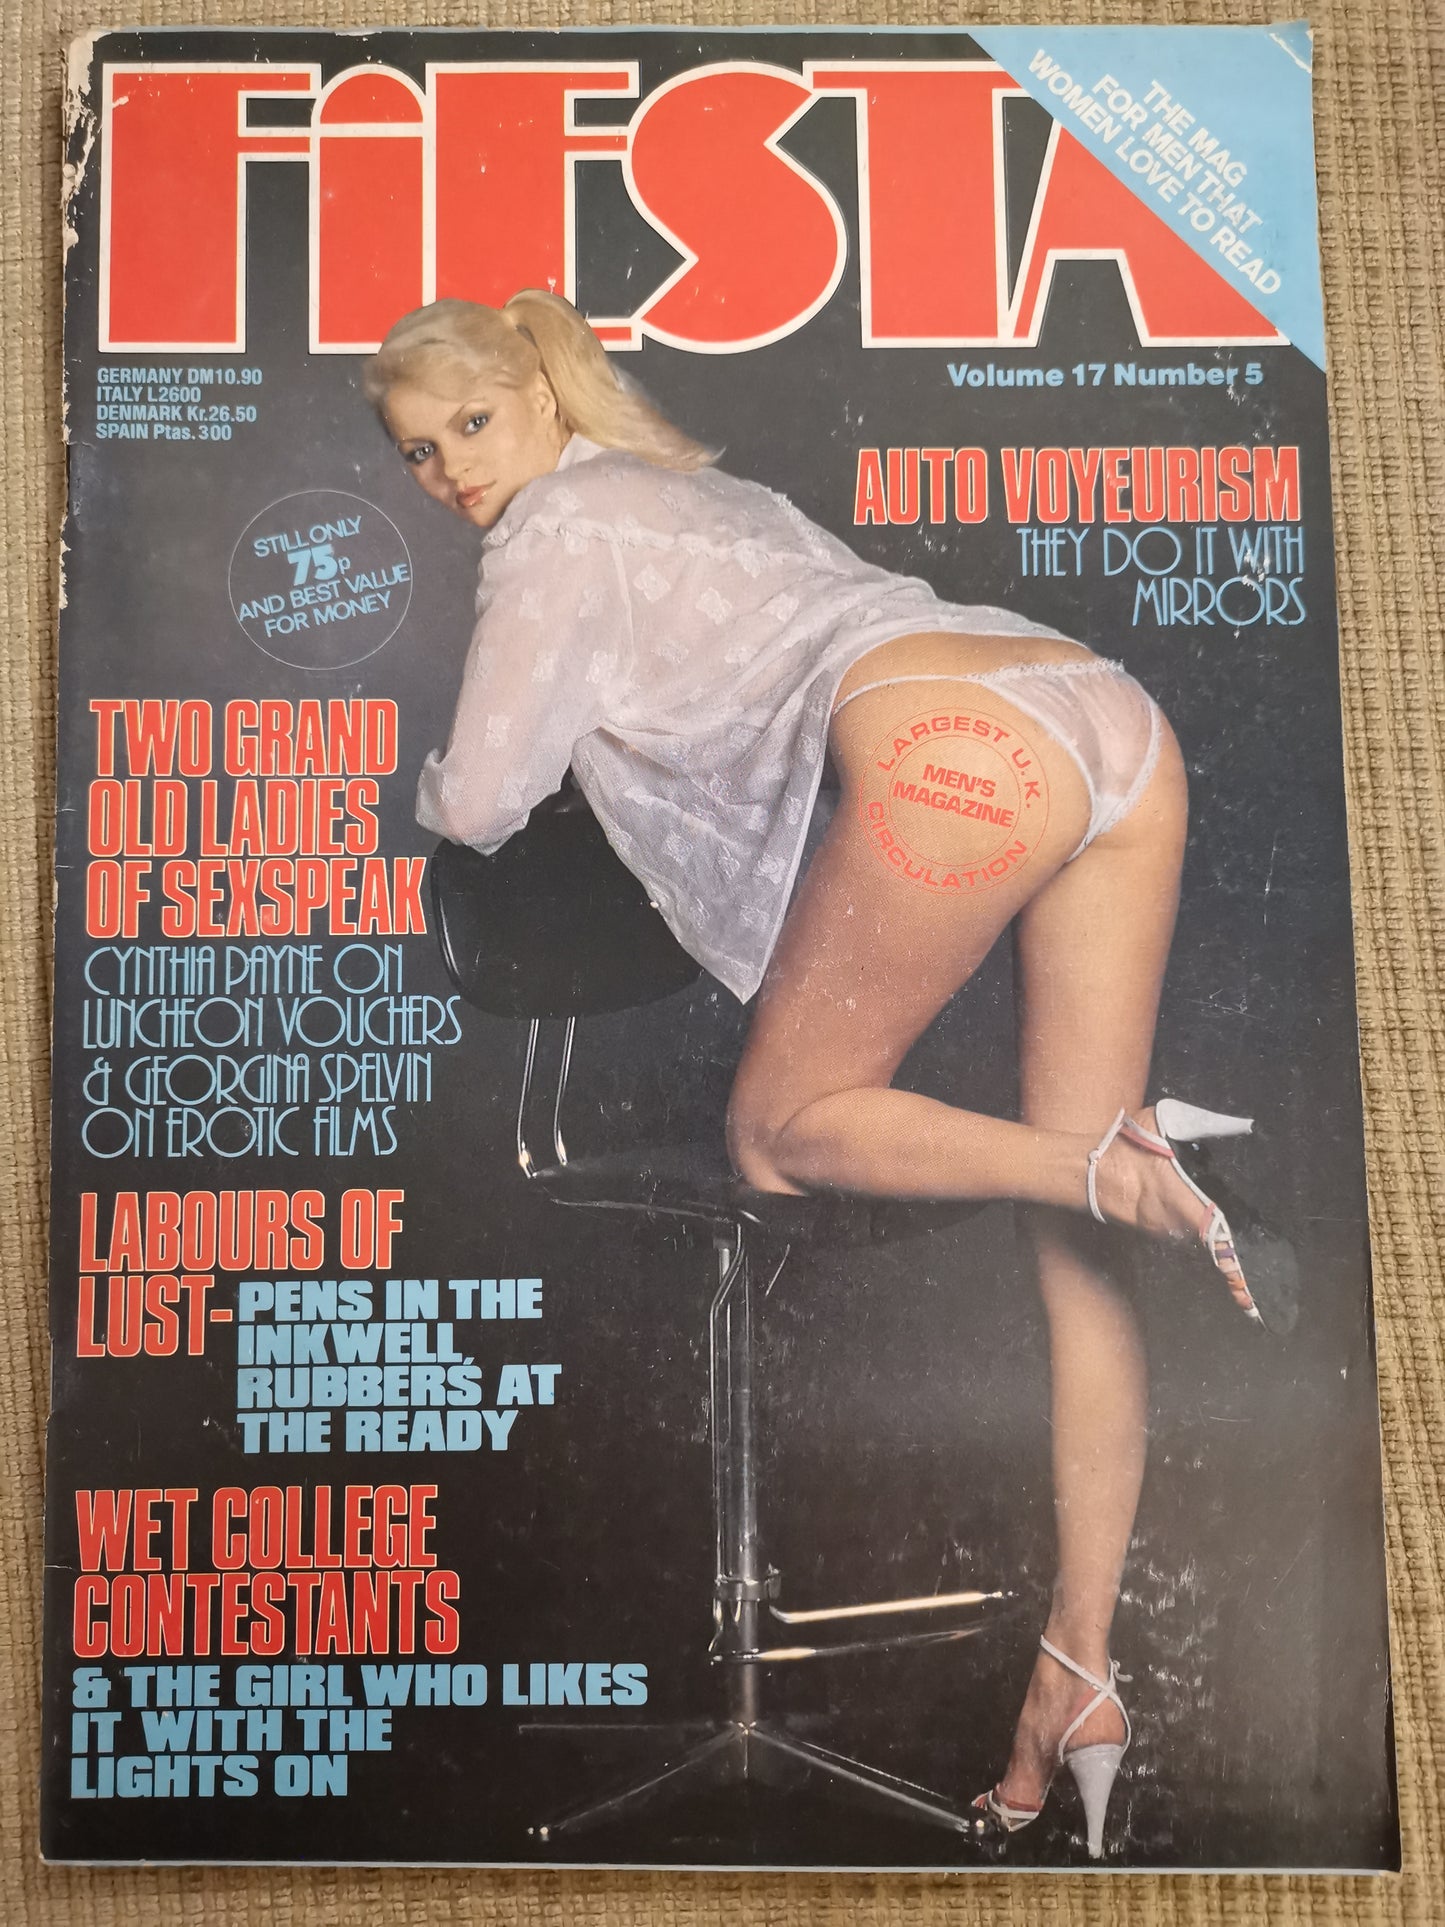 FiESTA
THE MAG
FOR MEN THAT
WOMEN LOVE TO READ
GERMANY DM10.90
ITALY L2600
DENMARK Kr.26.50
SPAIN Ptas. 300
Volume 17 Number 5
AUTO VOYEURISM
THEY DO IT WITH
MIRRORS
STILL ONLY
75p
AND BEST VALUE
FOR MONEY
TWO GRAND
OLD LADIES
OF SEXSPEAK
CYNTHIA PAYNE ON
LUNCHEON VOUCHERS
& GEORGINA SPELVIN
ON EROTIC FILMS
LARGEST U.K.
MEN'S
MAGAZINE
CIRCULATION
LABOURS OF
LUST-PENS IN THE
INKWELL,
RUBBERS AT
THE READY
WET COLLEGE
CONTESTANTS
& THE GIRL WHO LIKES
IT WITH THE
LIGHTS ON